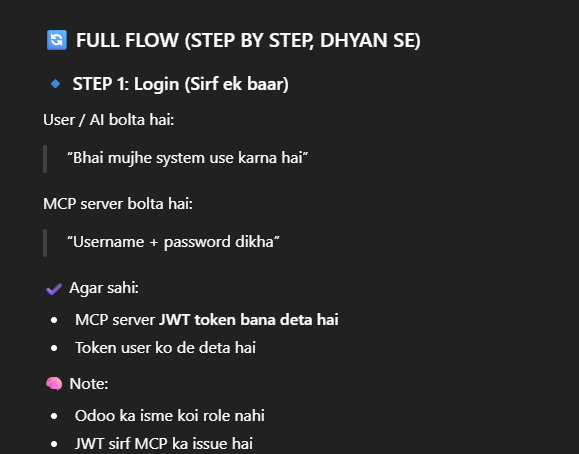 🔄 FULL FLOW (STEP BY STEP, DHYAN SE)
🔹 STEP 1: Login (Sirf ek baar)
User / AI bolta hai:
“Bhai mujhe system use karna hai”
MCP server bolta hai:
“Username + password dikha”
✔ Agar sahi:
• MCP server JWT token bana deta hai
• Token user ko de deta hai
🧠 Note:
• Odoo ka isme koi role nahi
• JWT sirf MCP ka issue hai